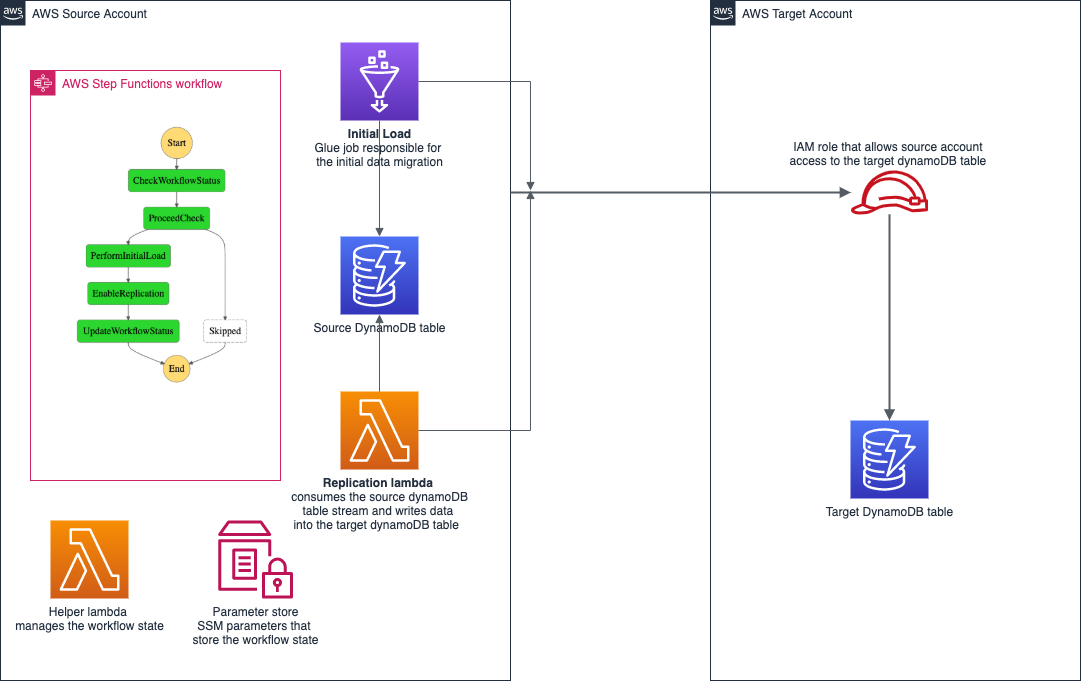 aws
AWS Source Account
AWS Step Functions workflow
Start
CheckWorkflowStatus
ProceedCheck
PerformInitialLoad
EnableReplication
UpdateWorkflowStatus
Skipped
End
Initial Load
Glue job responsible for
the initial data migration
Source DynamoDB table
Replication lambda
consumes the source dynamoDB
table stream and writes data
into the target dynamoDB table
Helper lambda
manages the workflow state
Parameter store
SSM parameters that
store the workflow state
aws
AWS Target Account
IAM role that allows source account
access to the target dynamoDB table
Target DynamoDB table